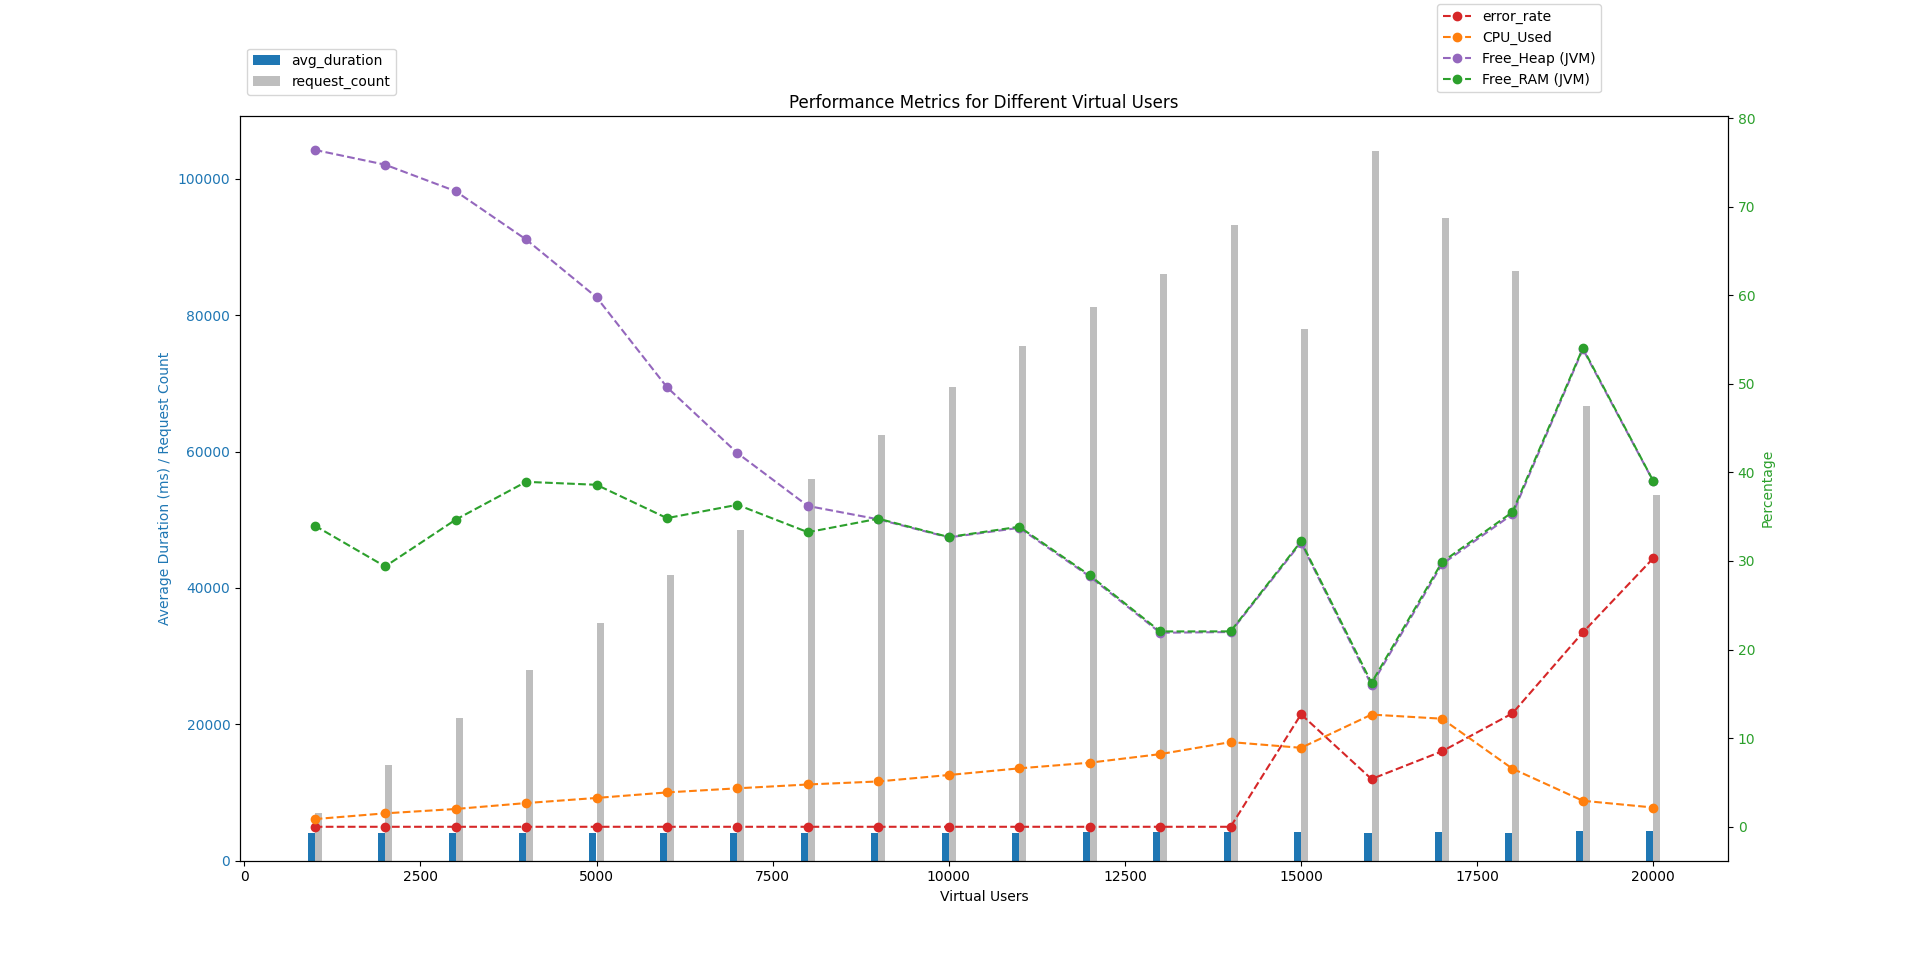 error_rate
CPU_Used
Free_Heap (JVM)
Free_RAM (JVM)
avg_duration
request_count
Performance Metrics for Different Virtual Users
Average Duration (ms) / Request Count
100000
80000
60000
40000
20000
0
80
70
60
50
40
30
20
10
0
Percentage
0
2500
5000
7500
10000
12500
15000
17500
20000
Virtual Users